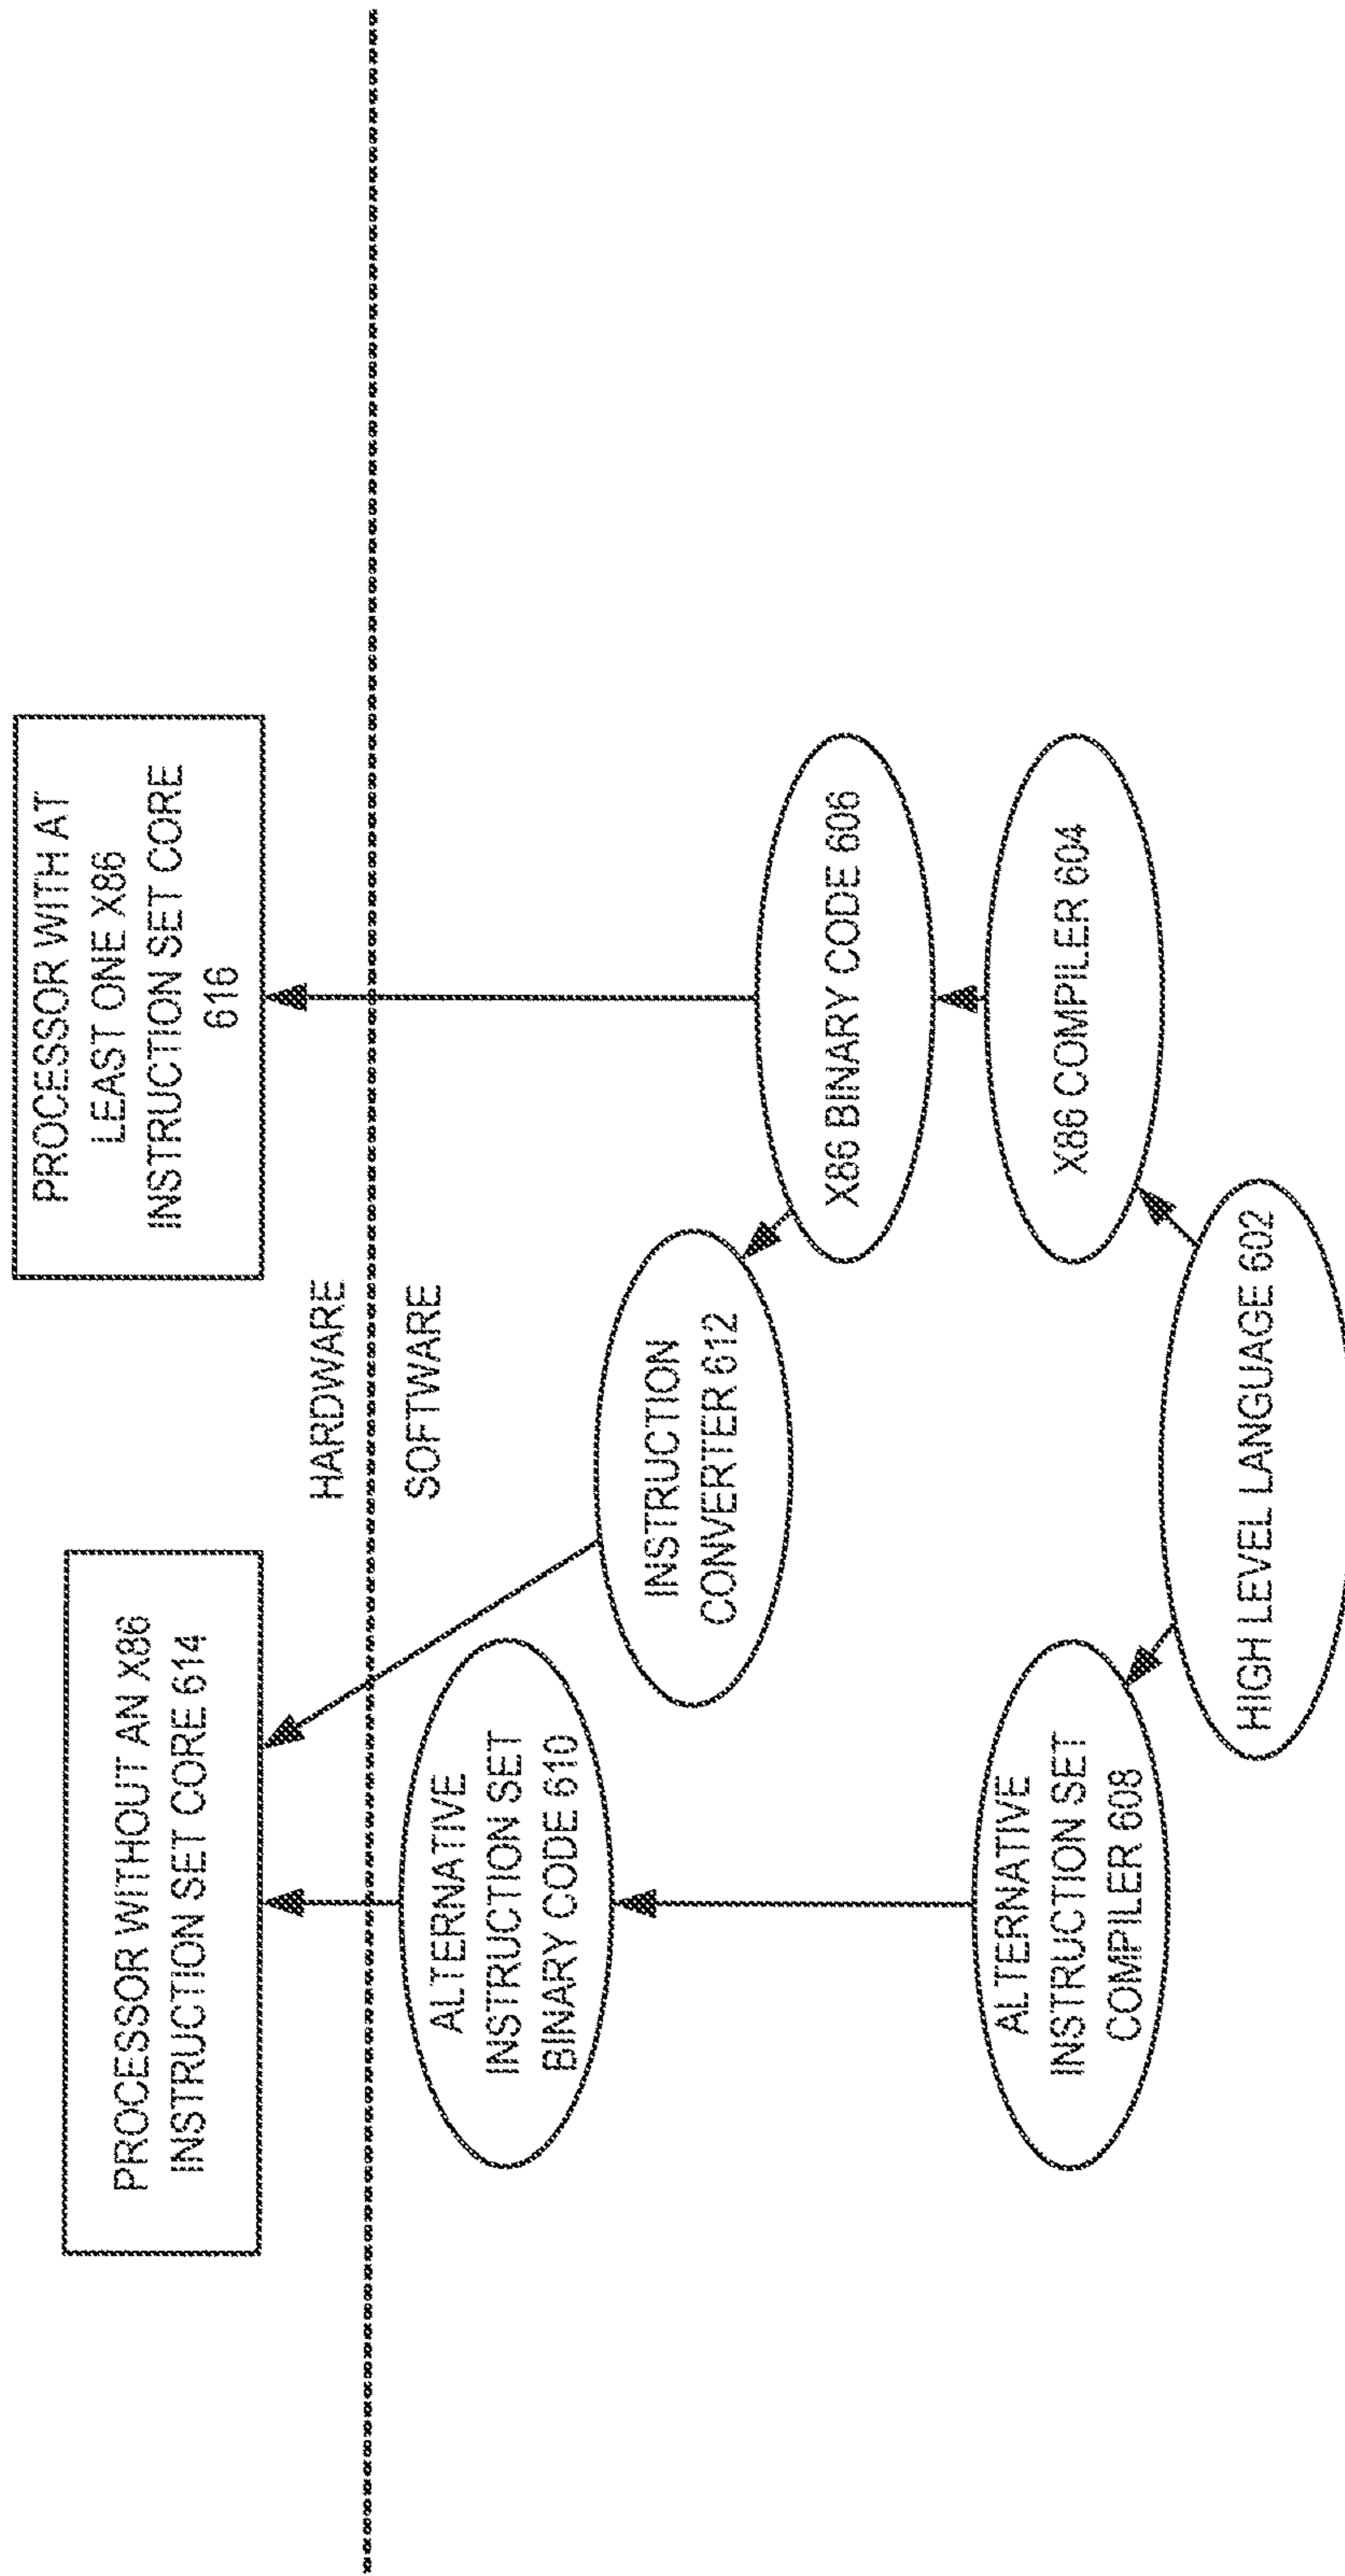 PROCESSOR WITHOUT AN X86
INSTRUCTION SET CORE 614
PROCESSOR WITH AT
LEAST ONE X86
INSTRUCTION SET CORE
616
HARDWARE
SOFTWARE
ALTERNATIVE
INSTRUCTION SET
BINARY CODE 610
INSTRUCTION
CONVERTER 612
X86 BINARY CODE 606
ALTERNATIVE
INSTRUCTION SET
COMPILER 608
X86 COMPILER 604
HIGH LEVEL LANGUAGE 602